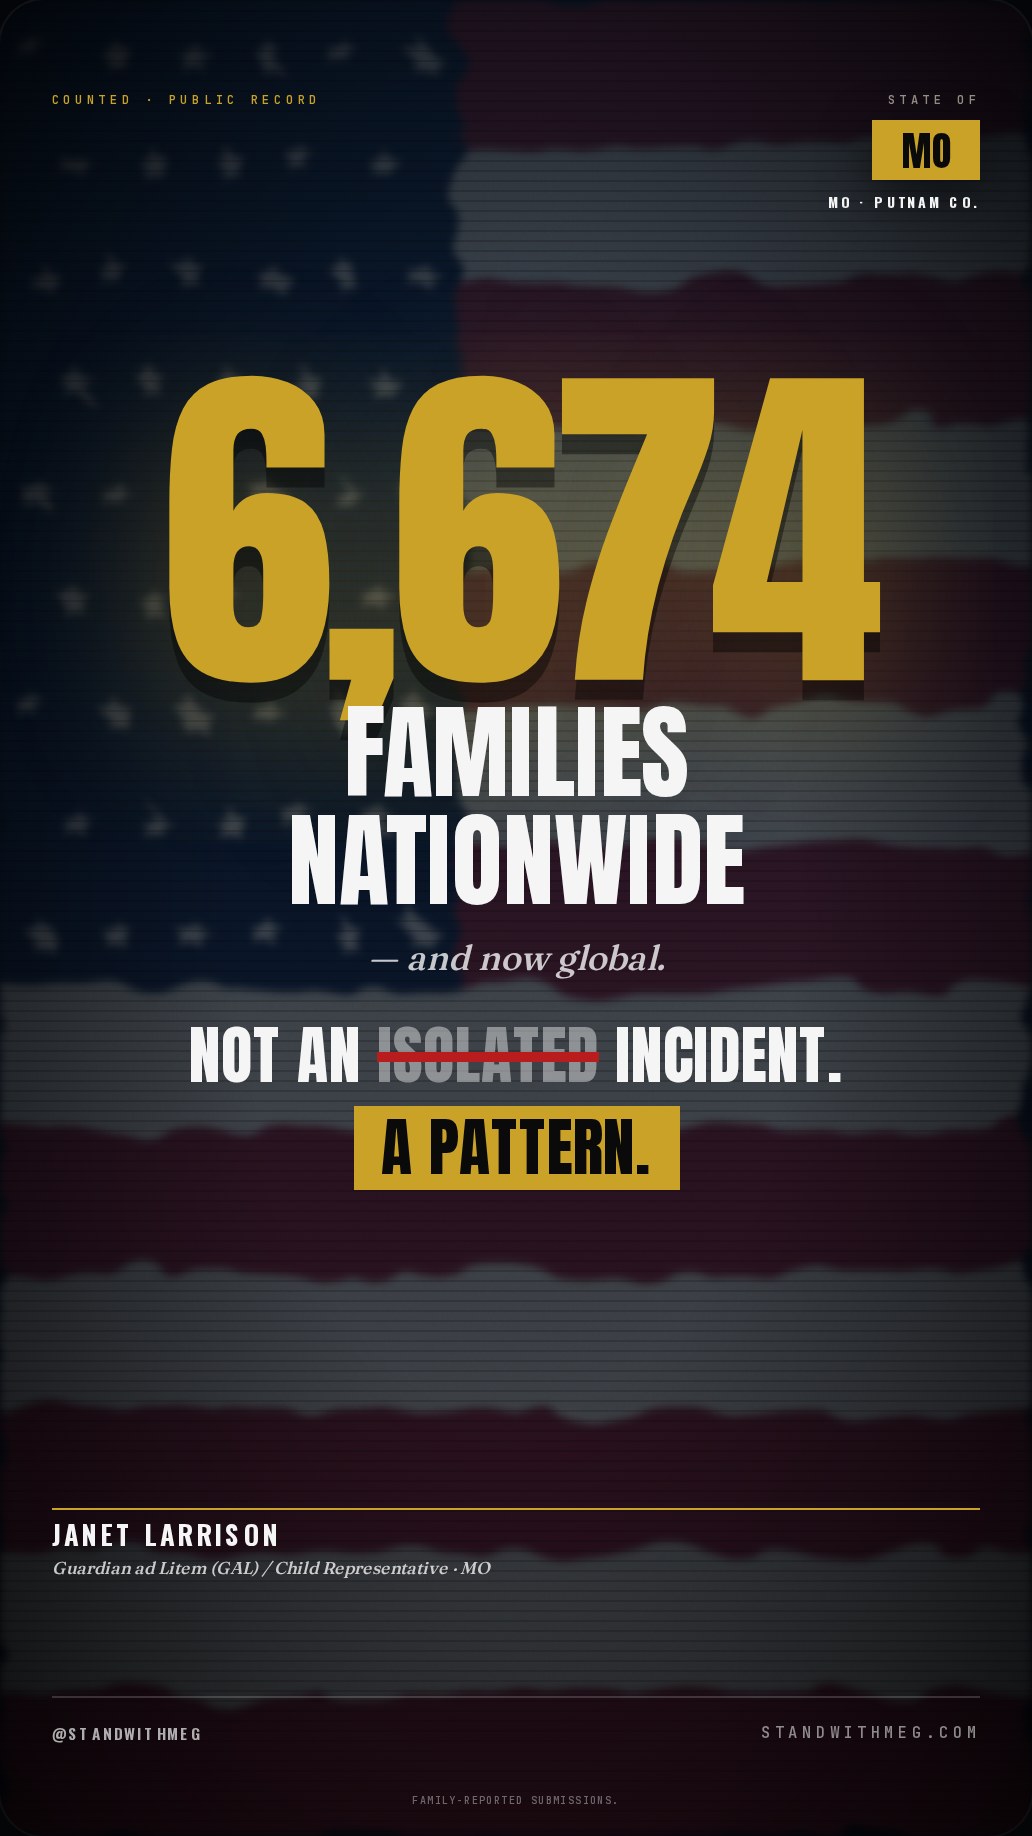 COUNTED · PUBLIC RECORD
STATE OF
MO
MO · PUTNAM CO.
6,674
FAMILIES
NATIONWIDE
— and now global.
NOT AN ISOLATED INCIDENT.
A PATTERN.
JANET LARRISON
Guardian ad Litem (GAL) / Child Representative · MO
@STANDWITHMEG
STANDWITHMEG.COM
FAMILY-REPORTED SUBMISSIONS.